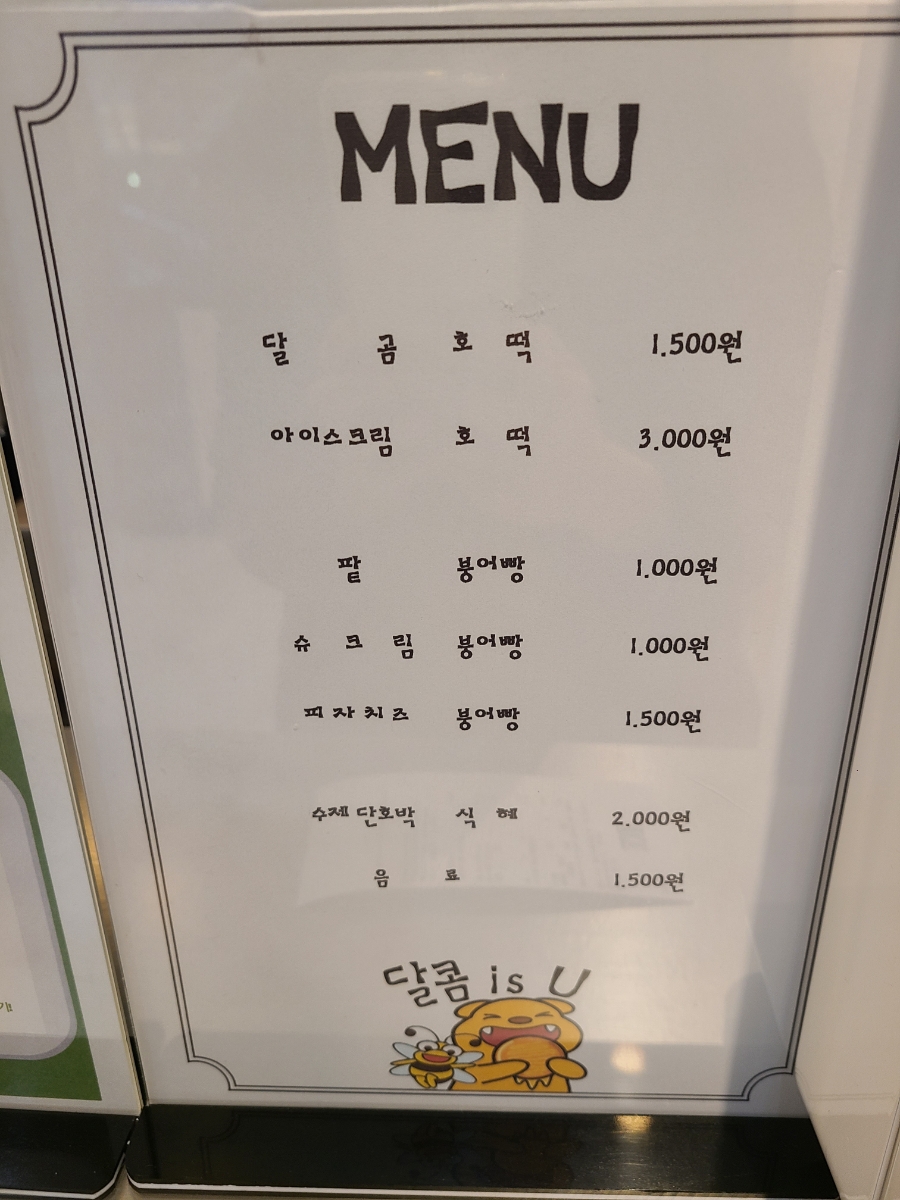 MENU
달 곰 호 떡 1.500원
아이스크림 호 떡 3.000원
팥 붕어빵 1.000원
슈 크 림 붕어빵 1.000원
피자치즈 붕어빵 1.500원
수제 단호박 식 혜 2.000원
음 료 1.500원
달콤 is U